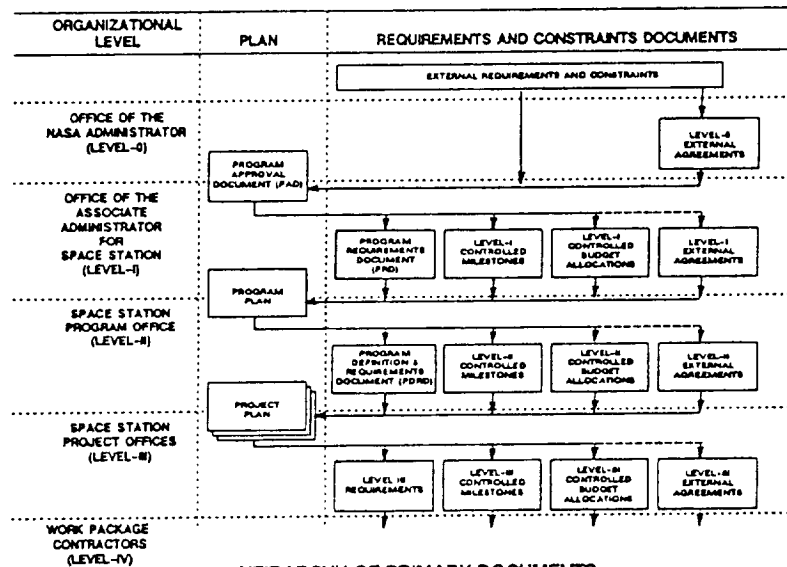 ORGANIZATIONAL
LEVEL
PLAN
REQUIREMENTS AND CONSTRAINTS DOCUMENTS
EXTERNAL REQUIREMENTS AND CONSTRAINTS
OFFICE OF THE
NASA ADMINISTRATOR
(LEVEL-0)
LEVEL-0
EXTERNAL
AGREEMENTS
PROGRAM
APPROVAL
DOCUMENT (PAD)
OFFICE OF THE
ASSOCIATE
ADMINISTRATOR
FOR
SPACE STATION
(LEVEL-I)
PROGRAM
REQUIREMENTS
DOCUMENT
(PRD)
LEVEL-I
CONTROLLED
MILESTONES
LEVEL-I
CONTROLLED
BUDGET
ALLOCATIONS
LEVEL-I
EXTERNAL
AGREEMENTS
PROGRAM
PLAN
SPACE STATION
PROGRAM OFFICE
(LEVEL-II)
PROGRAM
DEFINITION &
REQUIREMENTS
DOCUMENT (PDRD)
LEVEL-II
CONTROLLED
MILESTONES
LEVEL-II
CONTROLLED
BUDGET
ALLOCATIONS
LEVEL-II
EXTERNAL
AGREEMENTS
PROJECT
PLAN
SPACE STATION
PROJECT OFFICES
(LEVEL-III)
LEVEL III
REQUIREMENTS
LEVEL-III
CONTROLLED
MILESTONES
LEVEL-III
CONTROLLED
BUDGET
ALLOCATIONS
LEVEL-III
EXTERNAL
AGREEMENTS
WORK PACKAGE
CONTRACTORS
(LEVEL-IV)
HIERARCHY OF PRIMARY DOCUMENTS